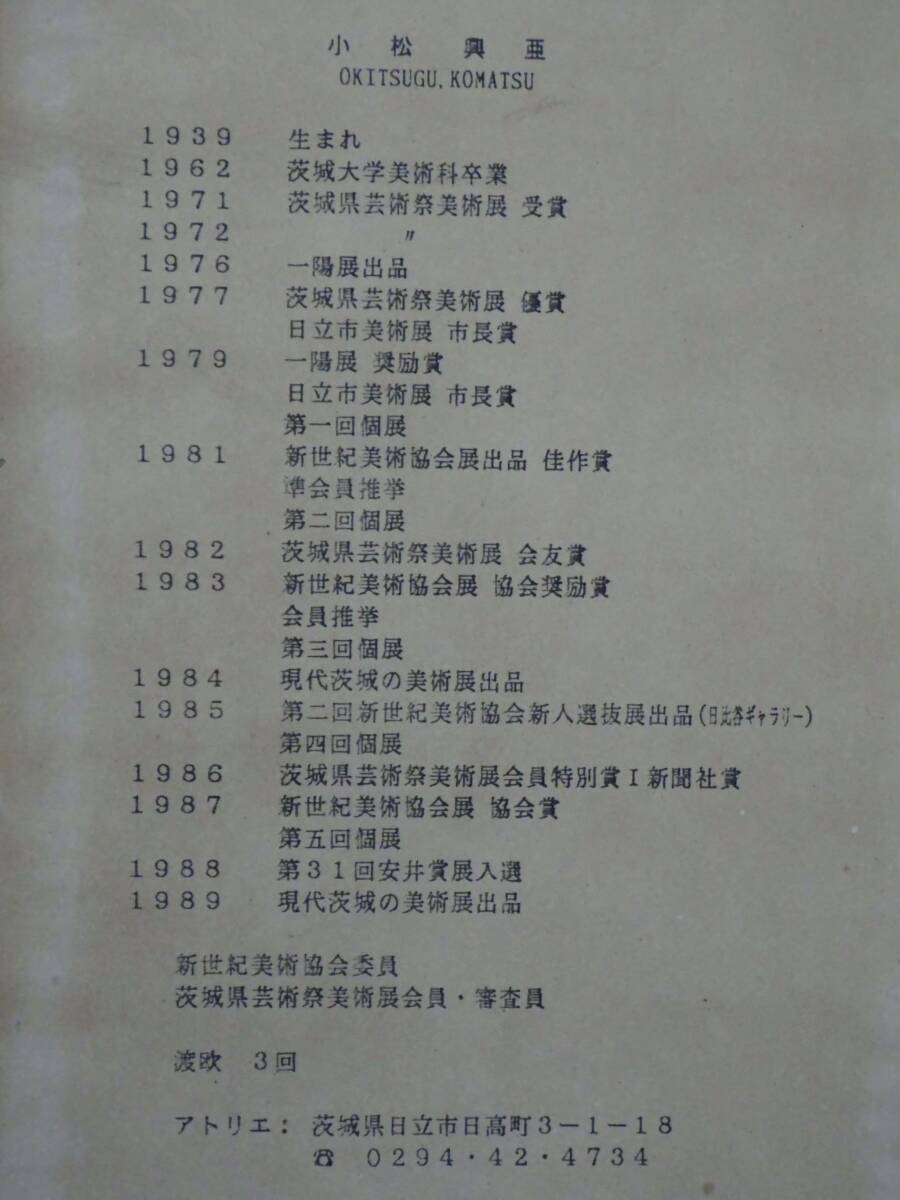 小松興亜
OKITSUGU,KOMATSU
1939 生まれ
1962 茨城大学美術科卒業
1971 茨城県芸術祭美術展 受賞
1972 〃
1976 一陽展出品
1977 茨城県芸術祭美術展 優賞
日立市美術展 市長賞
1979 一陽展 奨励賞
日立市美術展 市長賞
第一回個展
1981 新世紀美術協会展出品 佳作賞
準会員推挙
第二回個展
1982 茨城県芸術祭美術展 会友賞
1983 新世紀美術協会展 協会奨励賞
会員推挙
第三回個展
1984 現代茨城の美術展出品
1985 第二回新世紀美術協会新人選抜展出品(日比谷ギャラリー)
第四回個展
1986 茨城県芸術祭美術展会員特別賞I新聞社賞
1987 新世紀美術協会展 協会賞
第五回個展
1988 第31回安井賞展入選
1989 現代茨城の美術展出品
新世紀美術協会委員
茨城県芸術祭美術展会員・審査員
渡欧 3回
アトリエ: 茨城県日立市日高町3-1-18
☎ 0294・42・4734